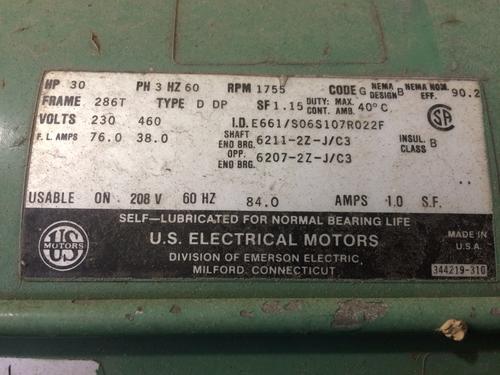 HP 30 PH 3 HZ 60 RPM 1755 CODE G NEMA DESIGN B NEMA NOM. EFF. 90.2
FRAME 286T TYPE D DP SF 1.15 DUTY: MAX. CONT. AMB. 40°C.
VOLTS 230 460 I.D. E661/S06S107R022F SA
F.L. AMPS 76.0 38.0 SHAFT END BRG. 6211-2Z-J/C3 INSUL. CLASS B
OPP. END BRG. 6207-2Z-J/C3
USABLE ON 208 V 60 HZ 84.0 AMPS 1.0 S.F.
SELF-LUBRICATED FOR NORMAL BEARING LIFE
US MOTORS U.S. ELECTRICAL MOTORS MADE IN U.S.A.
DIVISION OF EMERSON ELECTRIC,
MILFORD, CONNECTICUT 344219-310